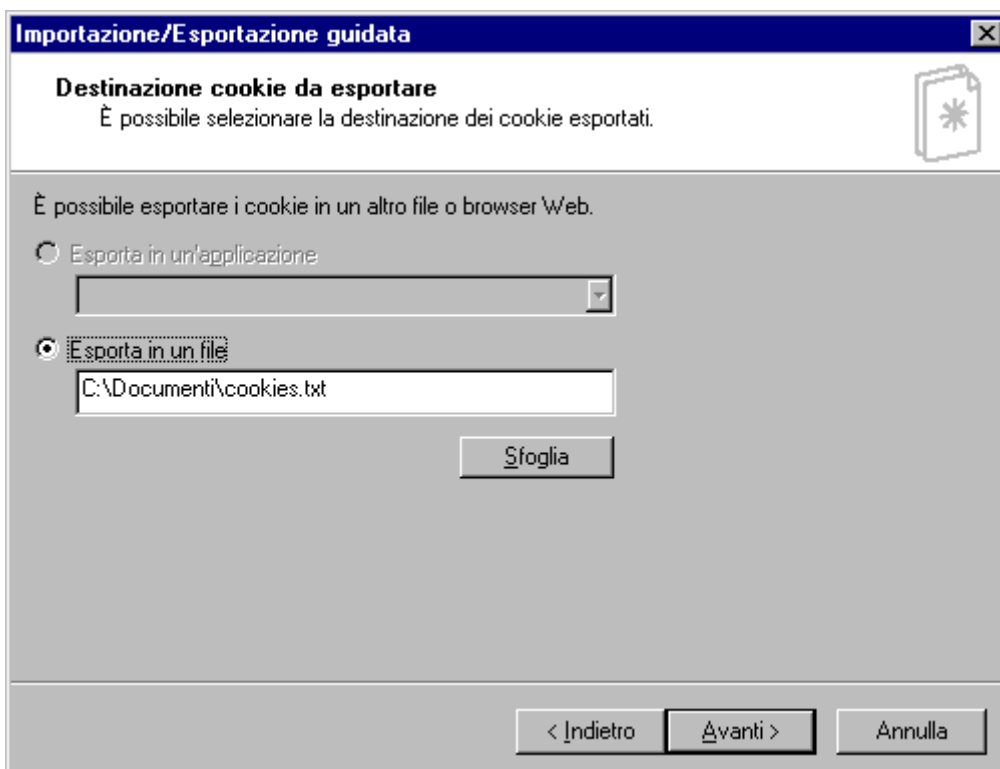 Importazione/Esportazione guidata
Destinazione cookie da esportare
È possibile selezionare la destinazione dei cookie esportati.
È possibile esportare i cookie in un altro file o browser Web.
Esporta in un'applicazione
Esporta in un file
C:\Documenti\cookies.txt
Sfoglia
< Indietro
Avanti >
Annulla